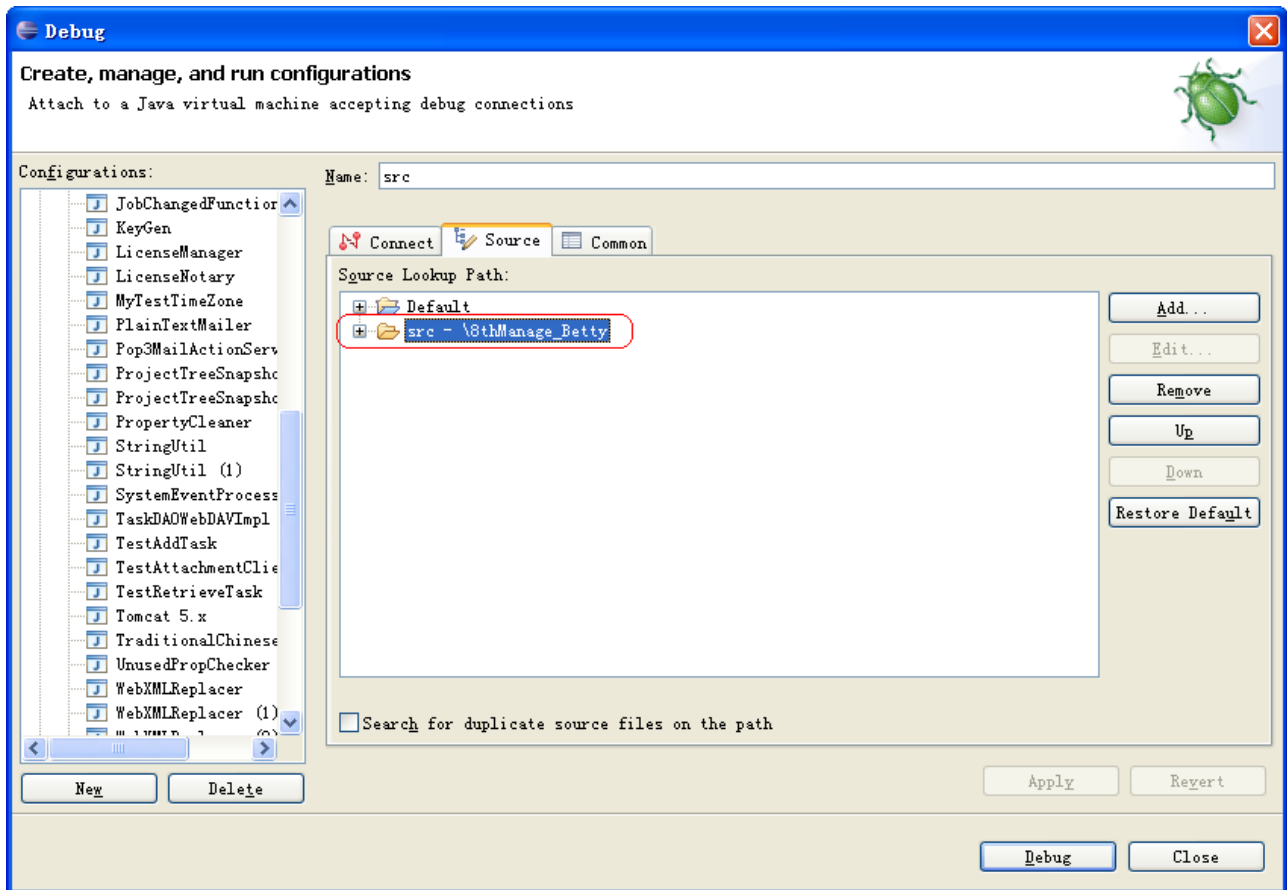 Debug
Create, manage, and run configurations
Attach to a Java virtual machine accepting debug connections
Configurations:
JobChangedFunction
KeyGen
LicenseManager
LicenseNotary
MyTestTimeZone
PlainTextMailer
Pop3MailActionServ
ProjectTreeSnapsho
ProjectTreeSnapsho
PropertyCleaner
StringUtil
StringUtil (1)
SystemEventProcess
TaskDAOWebDAVImpl
TestAddTask
TestAttachmentClie
TestRetrieveTask
Tomcat 5.x
TraditionalChinese
UnusedPropChecker
WebXMLReplacer
WebXMLReplacer (1)
New
Delete
Name: src
Connect
Source
Common
Source Lookup Path:
Default
src - \8thManage_Betty
Add...
Edit...
Remove
Up
Down
Restore Default
Search for duplicate source files on the path
Apply
Revert
Debug
Close